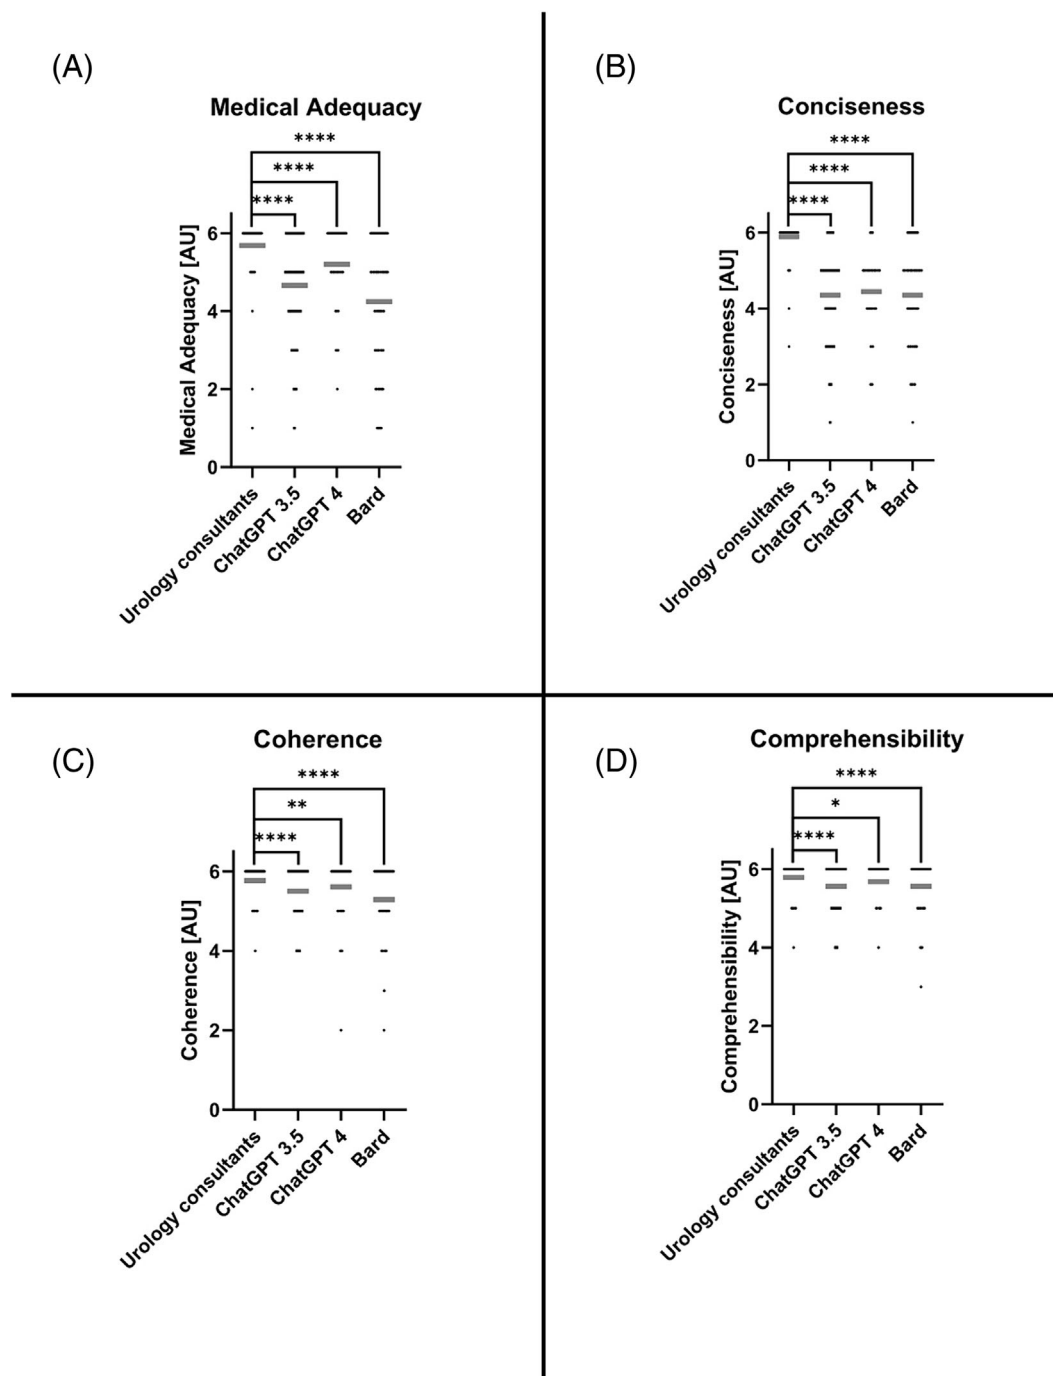 (A)
Medical Adequacy
****
****
****
Medical Adequacy [AU]
6
4
2
0
Urology consultants
ChatGPT 3.5
ChatGPT 4
Bard
(B)
Conciseness
****
****
****
Conciseness [AU]
6
4
2
0
Urology consultants
ChatGPT 3.5
ChatGPT 4
Bard
(C)
Coherence
****
**
****
Coherence [AU]
6
4
2
0
Urology consultants
ChatGPT 3.5
ChatGPT 4
Bard
(D)
Comprehensibility
****
*
****
Comprehensibility [AU]
6
4
2
0
Urology consultants
ChatGPT 3.5
ChatGPT 4
Bard